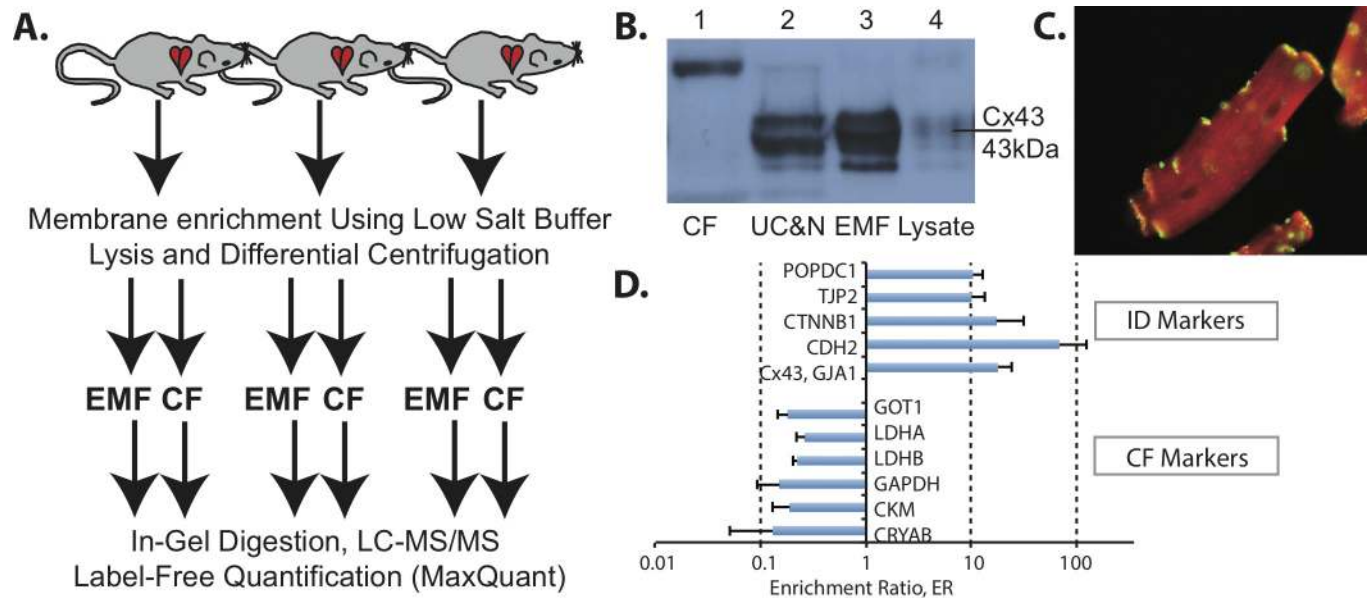 A.
Membrane enrichment Using Low Salt Buffer
Lysis and Differential Centrifugation
EMF CF EMF CF EMF CF
In-Gel Digestion, LC-MS/MS
Label-Free Quantification (MaxQuant)
B.
1 2 3 4
Cx43
43kDa
CF UC&N EMF Lysate
C.
D.
POPDC1
TJP2
CTNNB1
CDH2
Cx43, GJA1
ID Markers
GOT1
LDHA
LDHB
GAPDH
CKM
CRYAB
CF Markers
0.01 0.1 1 10 100
Enrichment Ratio, ER